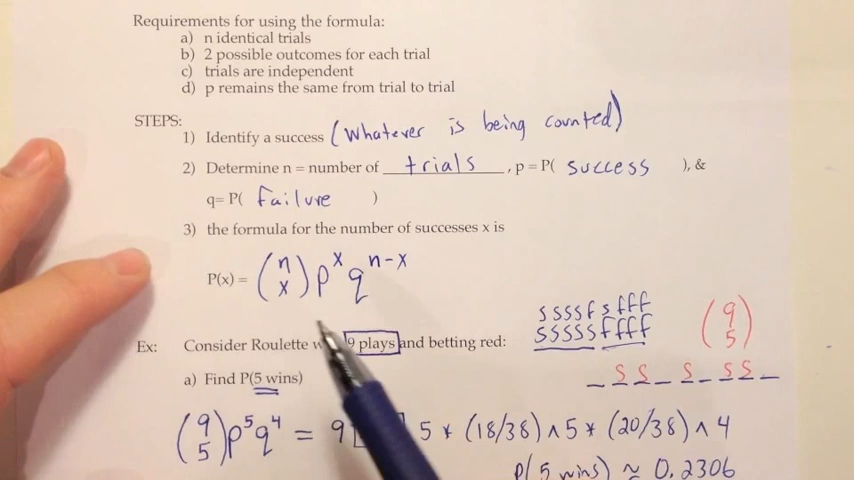 Requirements for using the formula:
a) n identical trials
b) 2 possible outcomes for each trial
c) trials are independent
d) p remains the same from trial to trial
STEPS:
1) Identify a success (whatever is being counted)
2) Determine n = number of trials, p = P( success ), &
q= P( failure )
3) the formula for the number of successes x is
P(x) = (n x) p^x q^n-x
ssssfsfff
sssssffff
(9 5)
Ex: Consider Roulette 9 plays and betting red:
a) Find P(5 wins)
_ S S _ S _ S S _
(9 5) p^5 q^4 = 9 5 * (18/38) ^ 5 * (20/38) ^ 4
P(5 wins) ≈ 0.2306